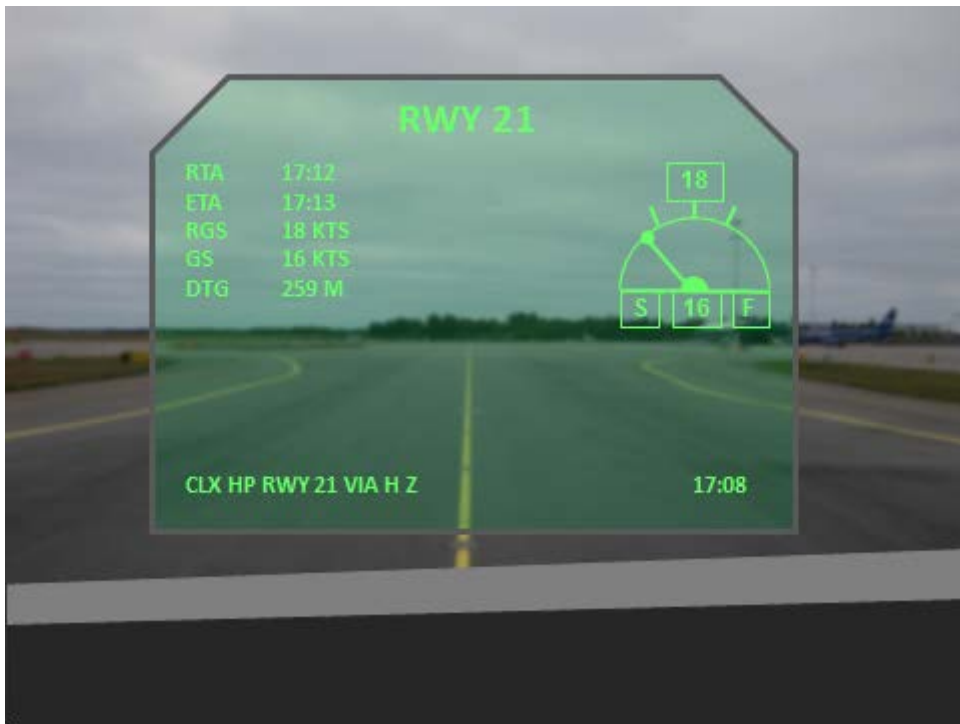 RWY 21
RTA 17:12
ETA 17:13
RGS 18 KTS
GS 16 KTS
DTG 259 M
18
S 16 F
CLX HP RWY 21 VIA H Z
17:08